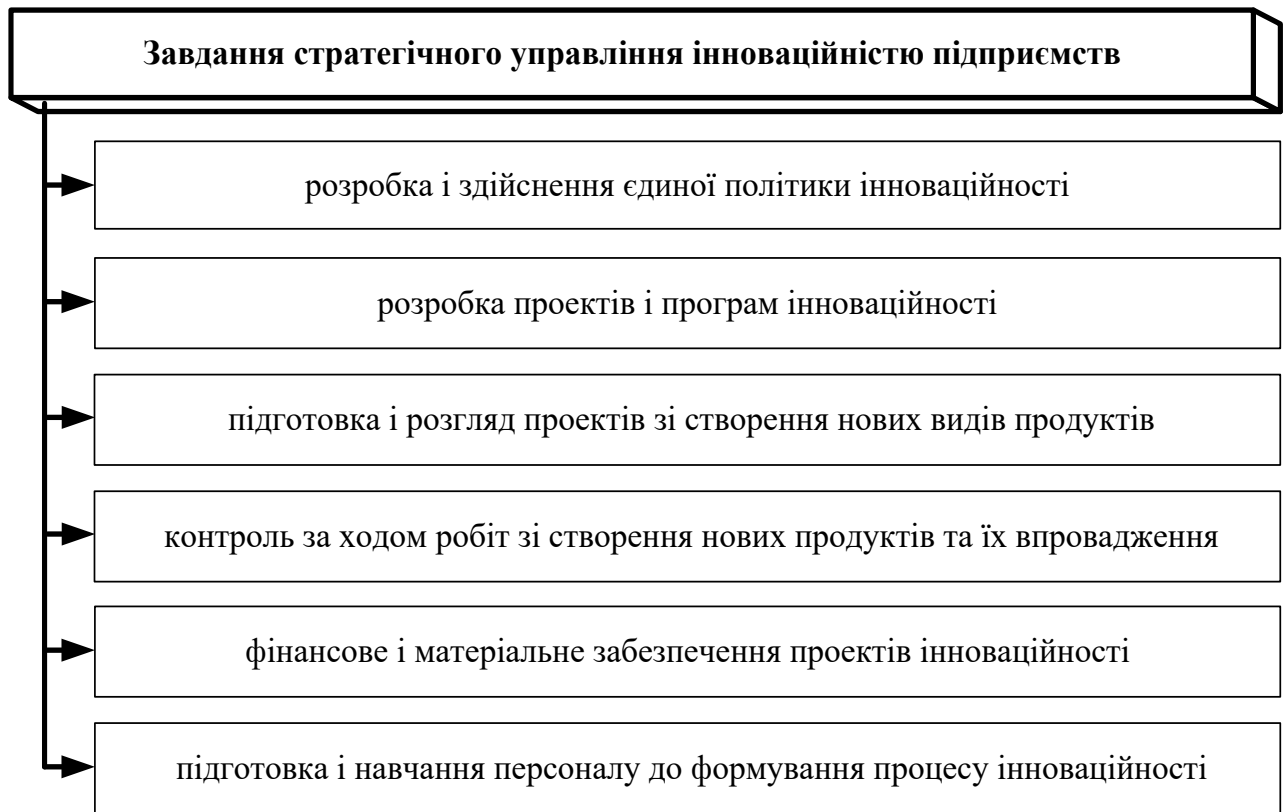 Завдання стратегічного управління інноваційністю підприємств
розробка і здійснення єдиної політики інноваційності
розробка проектів і програм інноваційності
підготовка і розгляд проектів зі створення нових видів продуктів
контроль за ходом робіт зі створення нових продуктів та їх впровадження
фінансове і матеріальне забезпечення проектів інноваційності
підготовка і навчання персоналу до формування процесу інноваційності